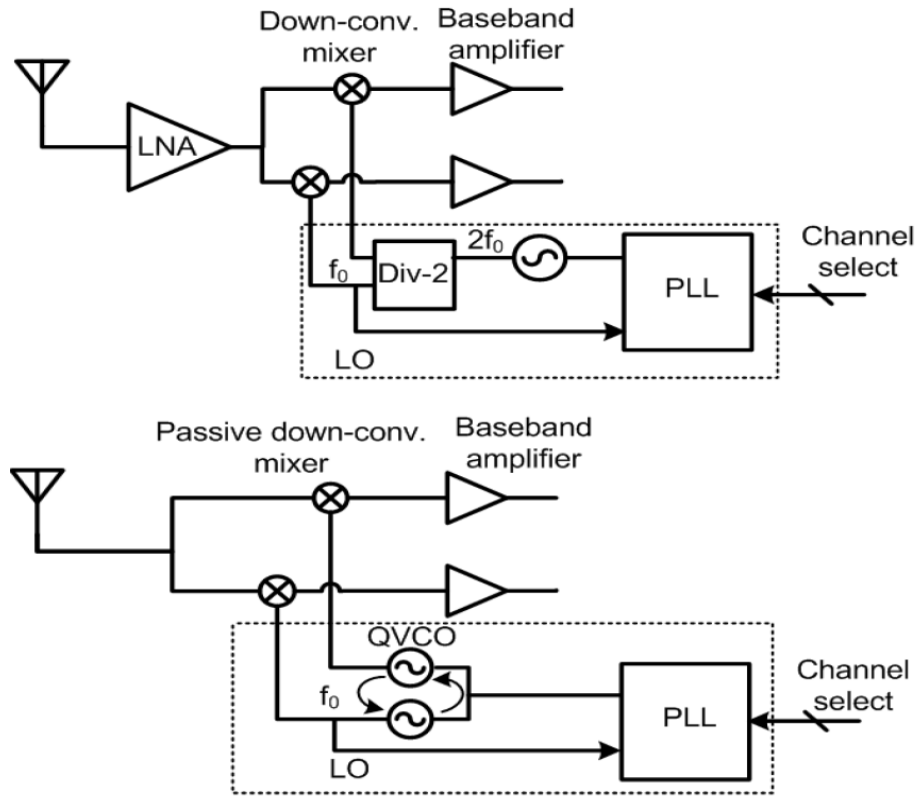 Down-conv.
mixer
Baseband
amplifier
LNA
2f₀
Channel
select
f₀
Div-2
PLL
LO
Passive down-conv.
mixer
Baseband
amplifier
QVCO
Channel
select
f₀
PLL
LO